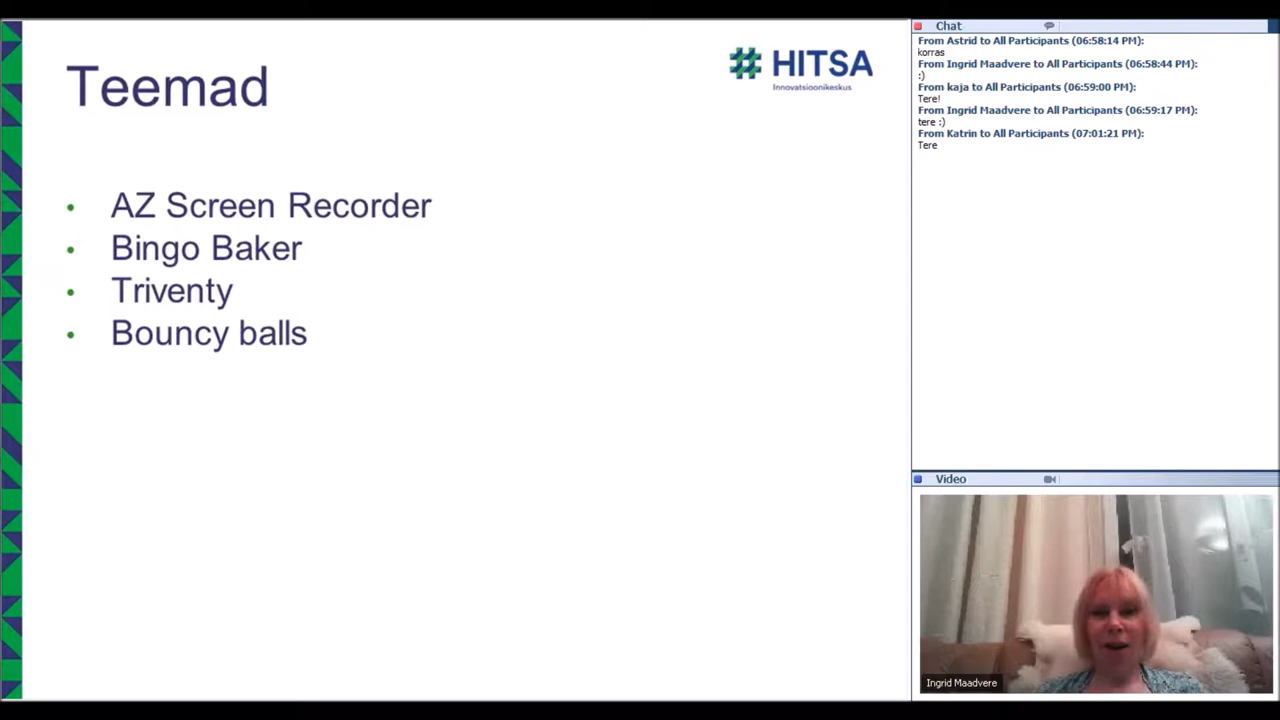 Teemad
HITSA
Innovatsioonikeskus
• AZ Screen Recorder
• Bingo Baker
• Triventy
• Bouncy balls
Chat
From Astrid to All Participants (06:58:14 PM):
korras
From Ingrid Maadvere to All Participants (06:58:44 PM):
:)
From kaja to All Participants (06:59:00 PM):
Tere!
From Ingrid Maadvere to All Participants (06:59:17 PM):
tere :)
From Katrin to All Participants (07:01:21 PM):
Tere
Video
Ingrid Maadvere